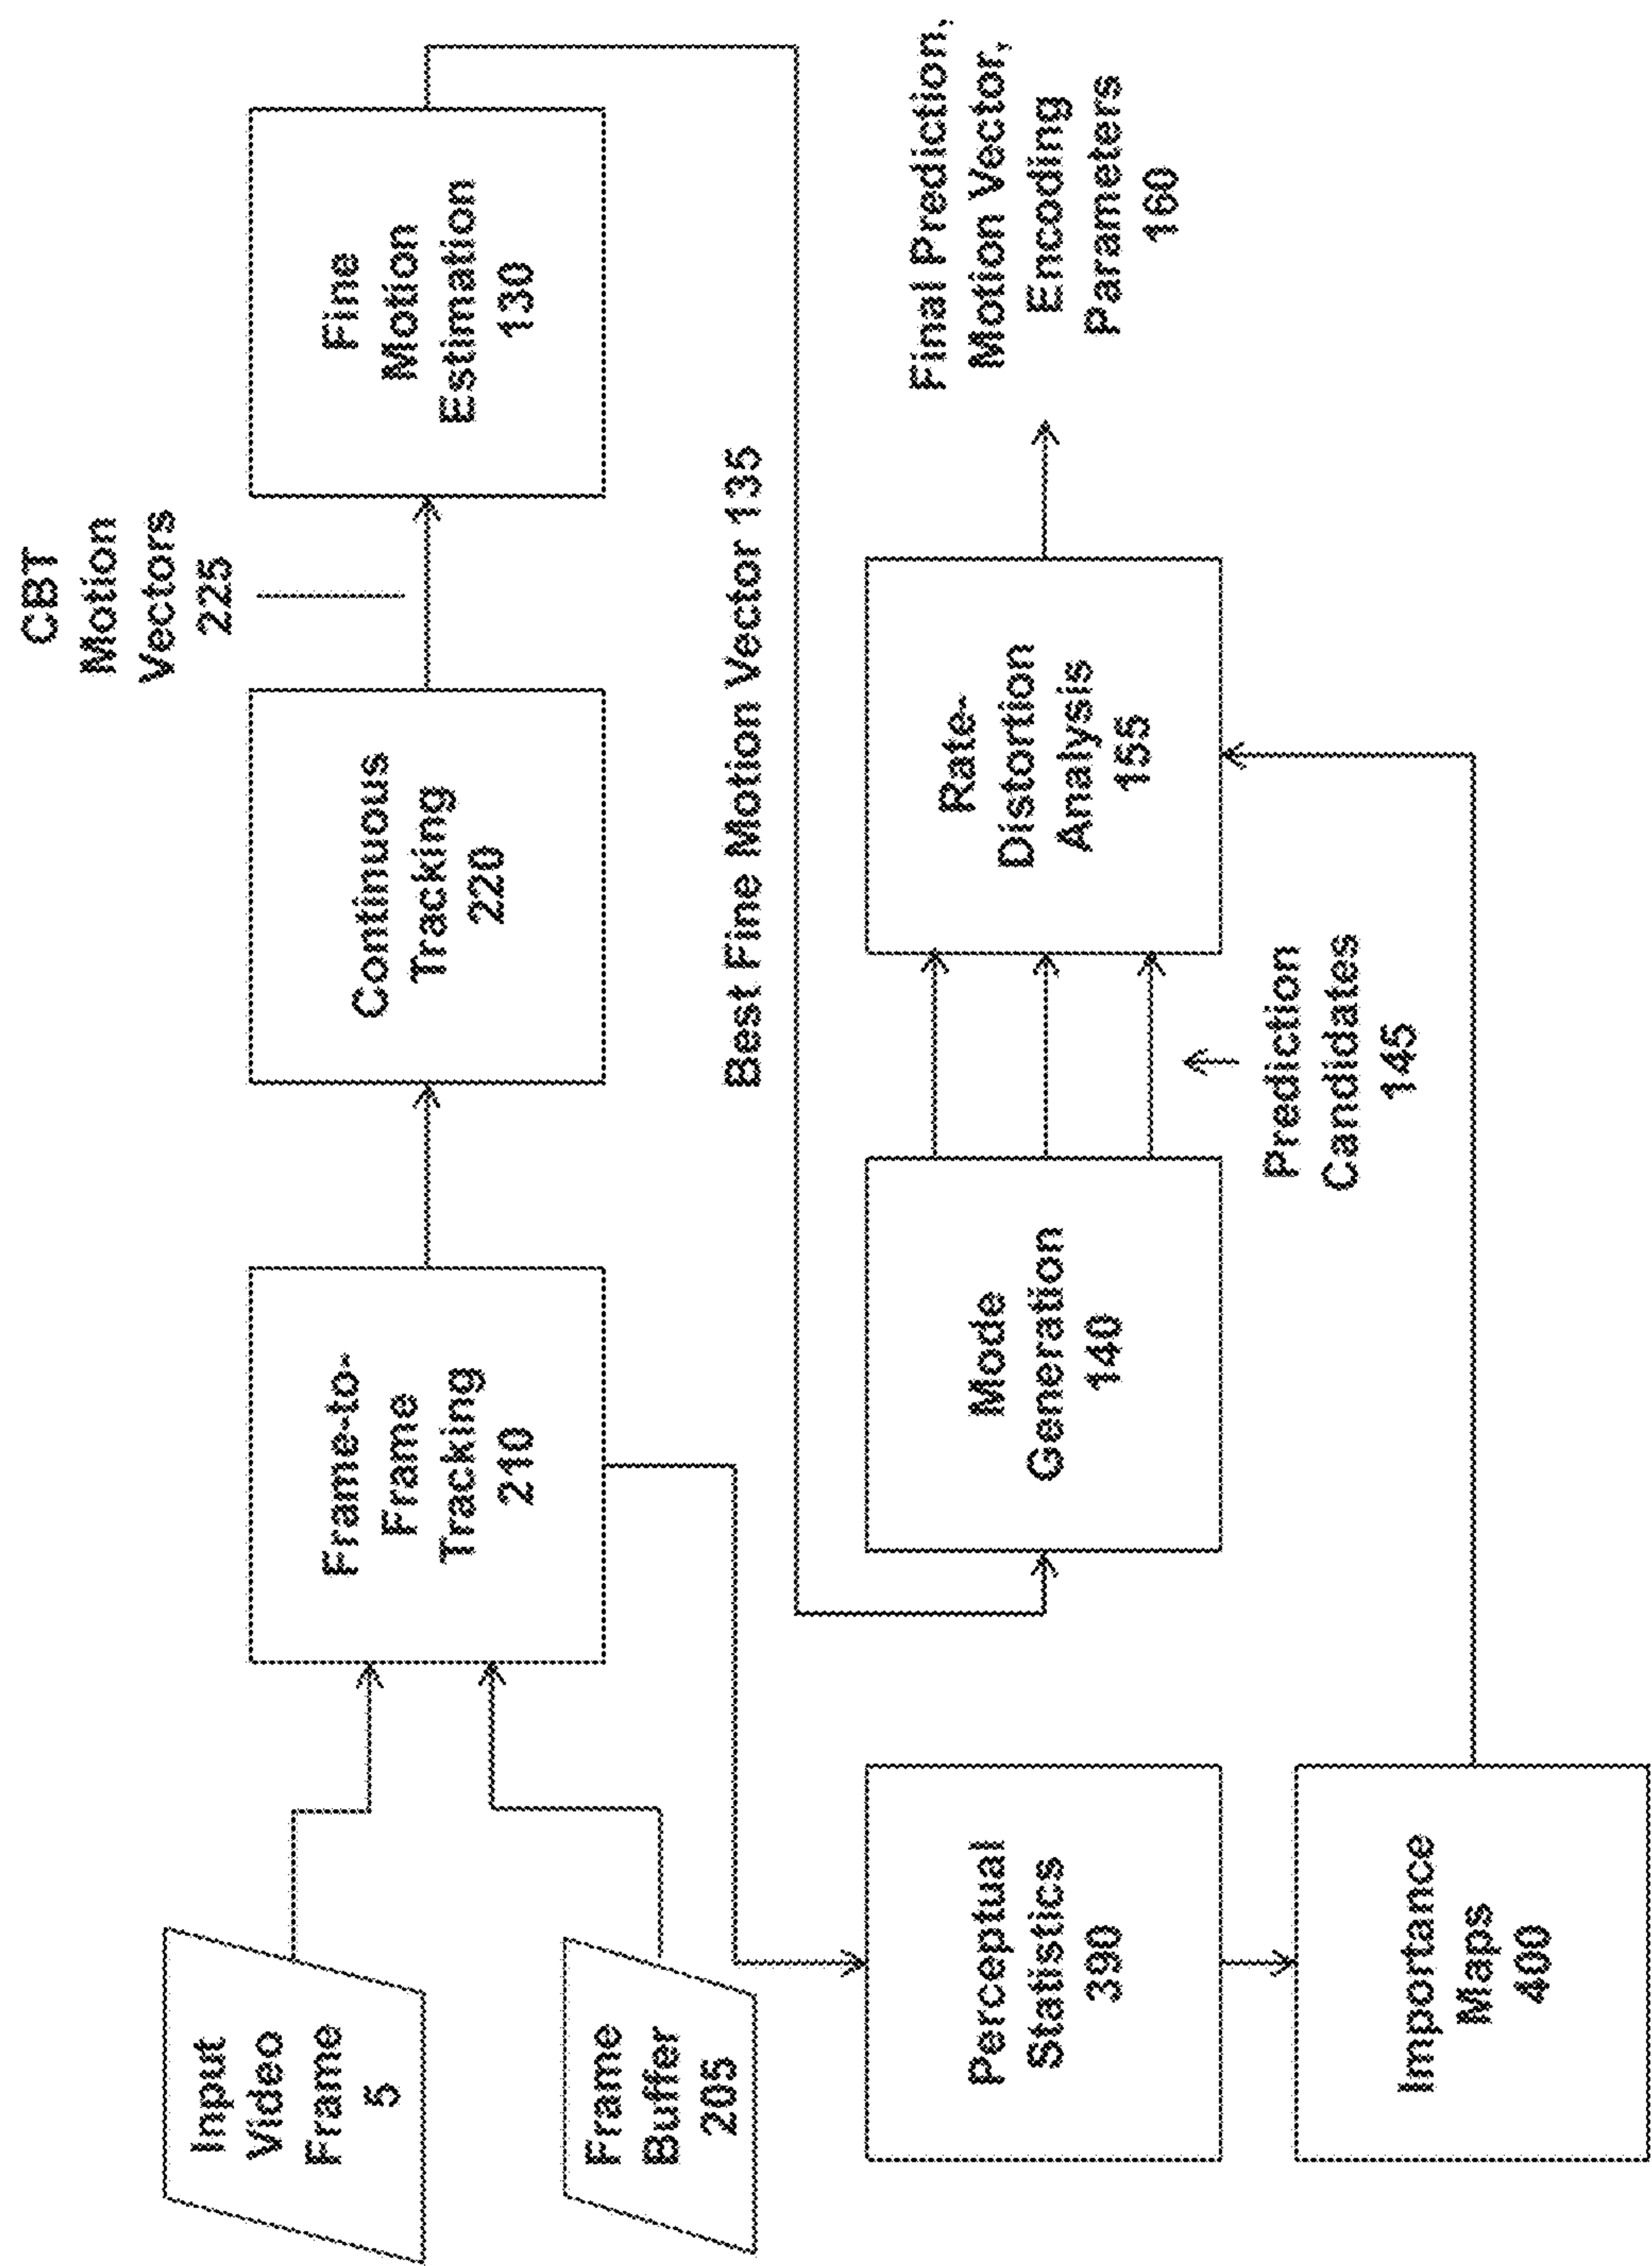 Input
Video
Frame
5
Frame
Buffer
205
Frame-to-
Frame
Tracking
210
Continuous
Tracking
220
CBT
Motion
Vectors
225
Fine
Motion
Estimation
130
Best Fine Motion Vector 135
Perceptual
Statistics
390
Importance
Maps
400
Mode
Generation
140
Prediction
Candidates
145
Rate-
Distortion
Analysis
155
Final Prediction,
Motion Vector,
Encoding
Parameters
160